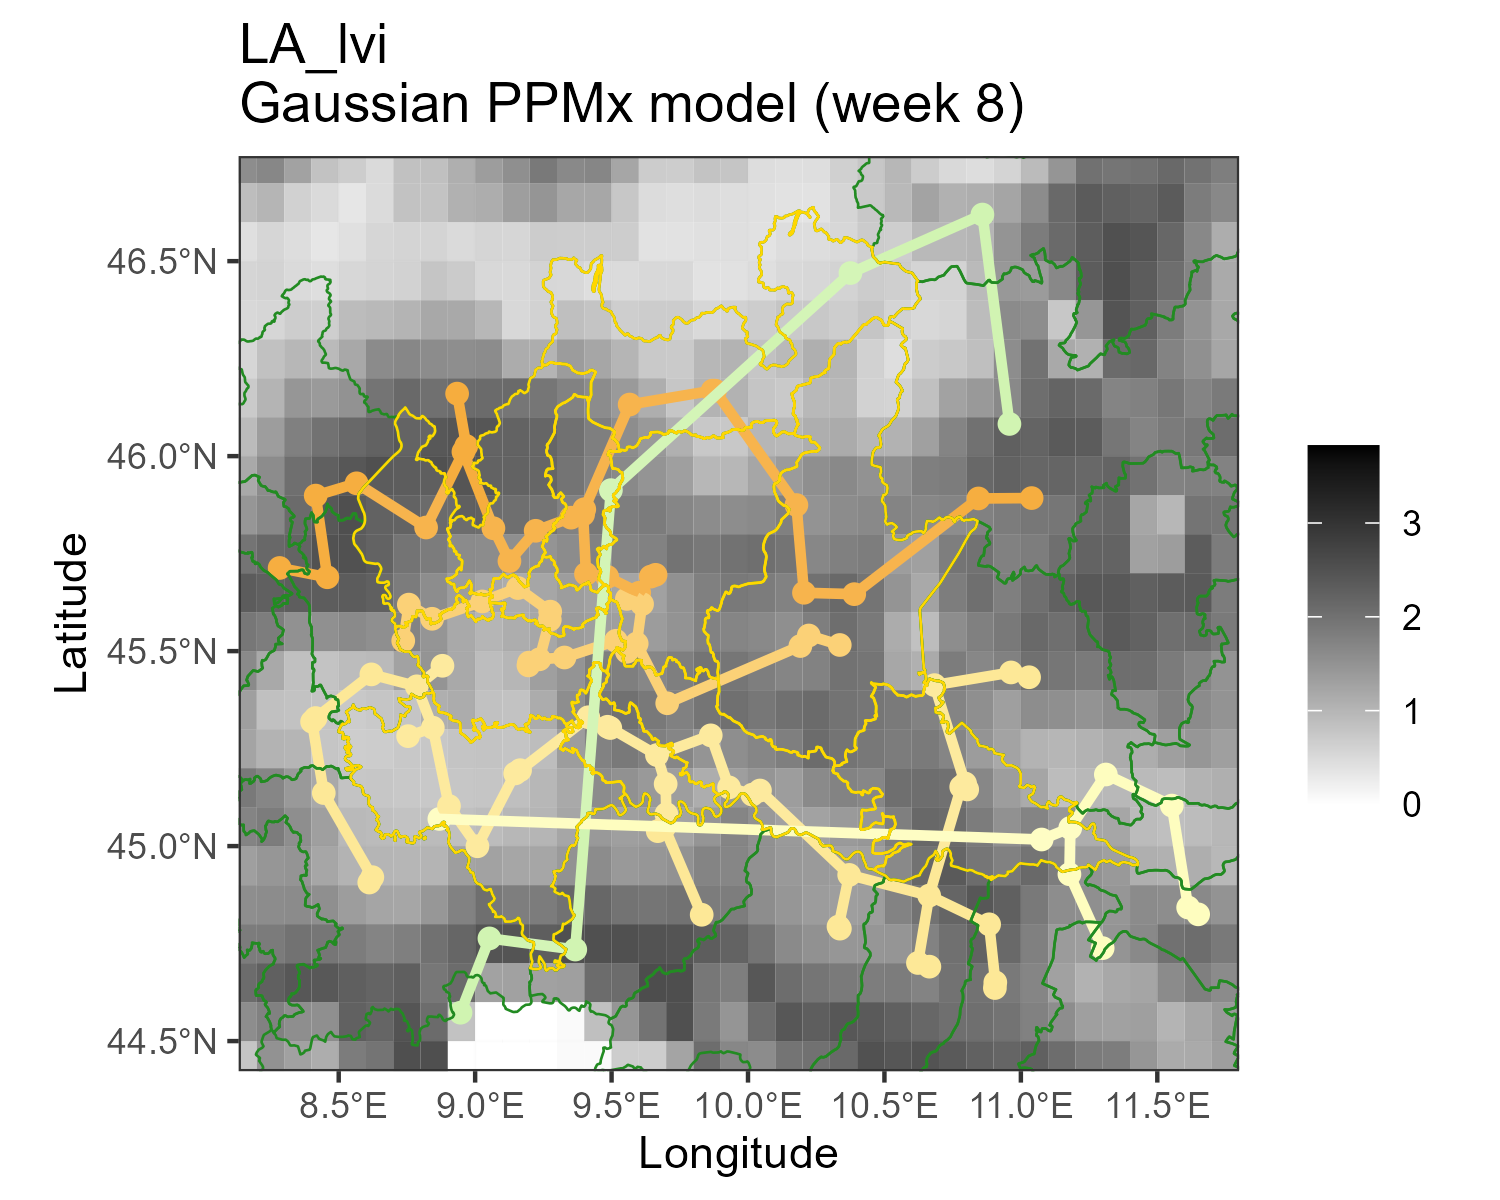 LA_lvi
Gaussian PPMx model (week 8)
46.5°N
46.0°N
45.5°N
45.0°N
44.5°N
Latitude
8.5°E 9.0°E 9.5°E 10.0°E 10.5°E 11.0°E 11.5°E
Longitude
3
2
1
0